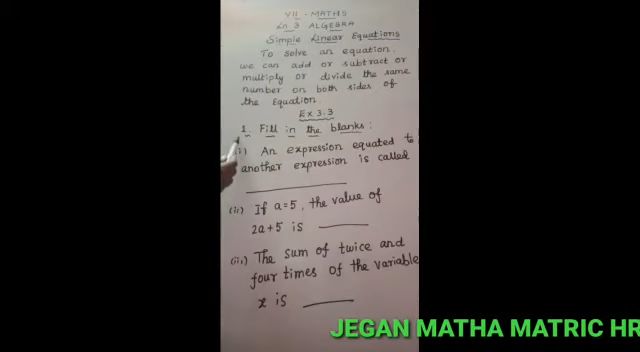 VII - MATHS
Ln 3 ALGEBRA
Simple Linear Equations
To solve an equation,
we can add or subtract or
multiply or divide the same
number on both sides of
the Equation.
Ex 3.3
1. Fill in the blanks:
(i) An expression equated to
another expression is called
(ii) If a=5, the value of
2a+5 is
(iii) The sum of twice and
four times of the variable
x is
JEGAN MATHA MATRIC HR